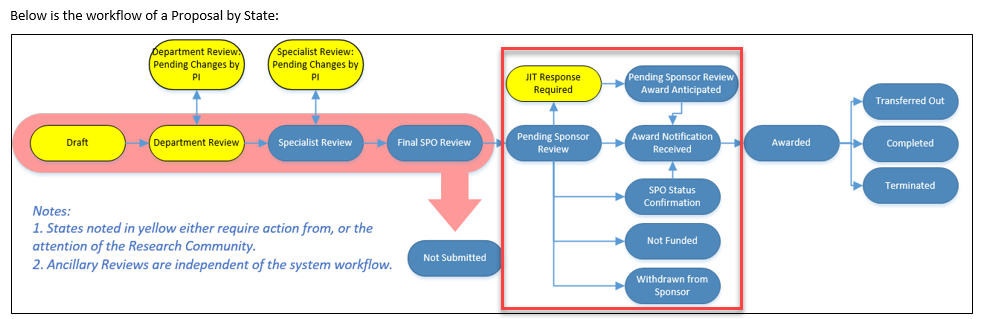 Below is the workflow of a Proposal by State:
Department Review:
Pending Changes by
PI
Specialist Review:
Pending Changes by
PI
JIT Response
Required
Pending Sponsor Review
Award Anticipated
Transferred Out
Draft
Department Review
Specialist Review
Final SPO Review
Pending Sponsor
Review
Award Notification
Received
Awarded
Completed
Terminated
SPO Status
Confirmation
Notes:
1. States noted in yellow either require action from, or the
attention of the Research Community.
2. Ancillary Reviews are independent of the system workflow.
Not Submitted
Not Funded
Withdrawn from
Sponsor